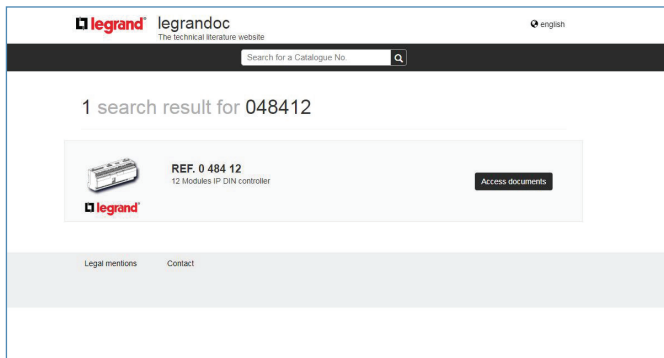 legrand legrandoc
The technical literature website
english
Search for a Catalogue No.
1 search result for 048412
REF. 0 484 12
12 Modules IP DIN controller
Access documents
legrand
Legal mentions Contact